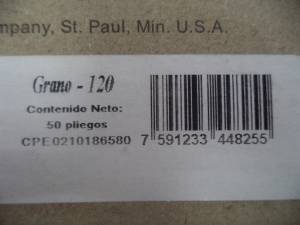 mpany, St. Paul, Min. U.S.A.
Grano - 120
Contenido Neto:
50 pliegos
CPE0210186580
7 591233 448255